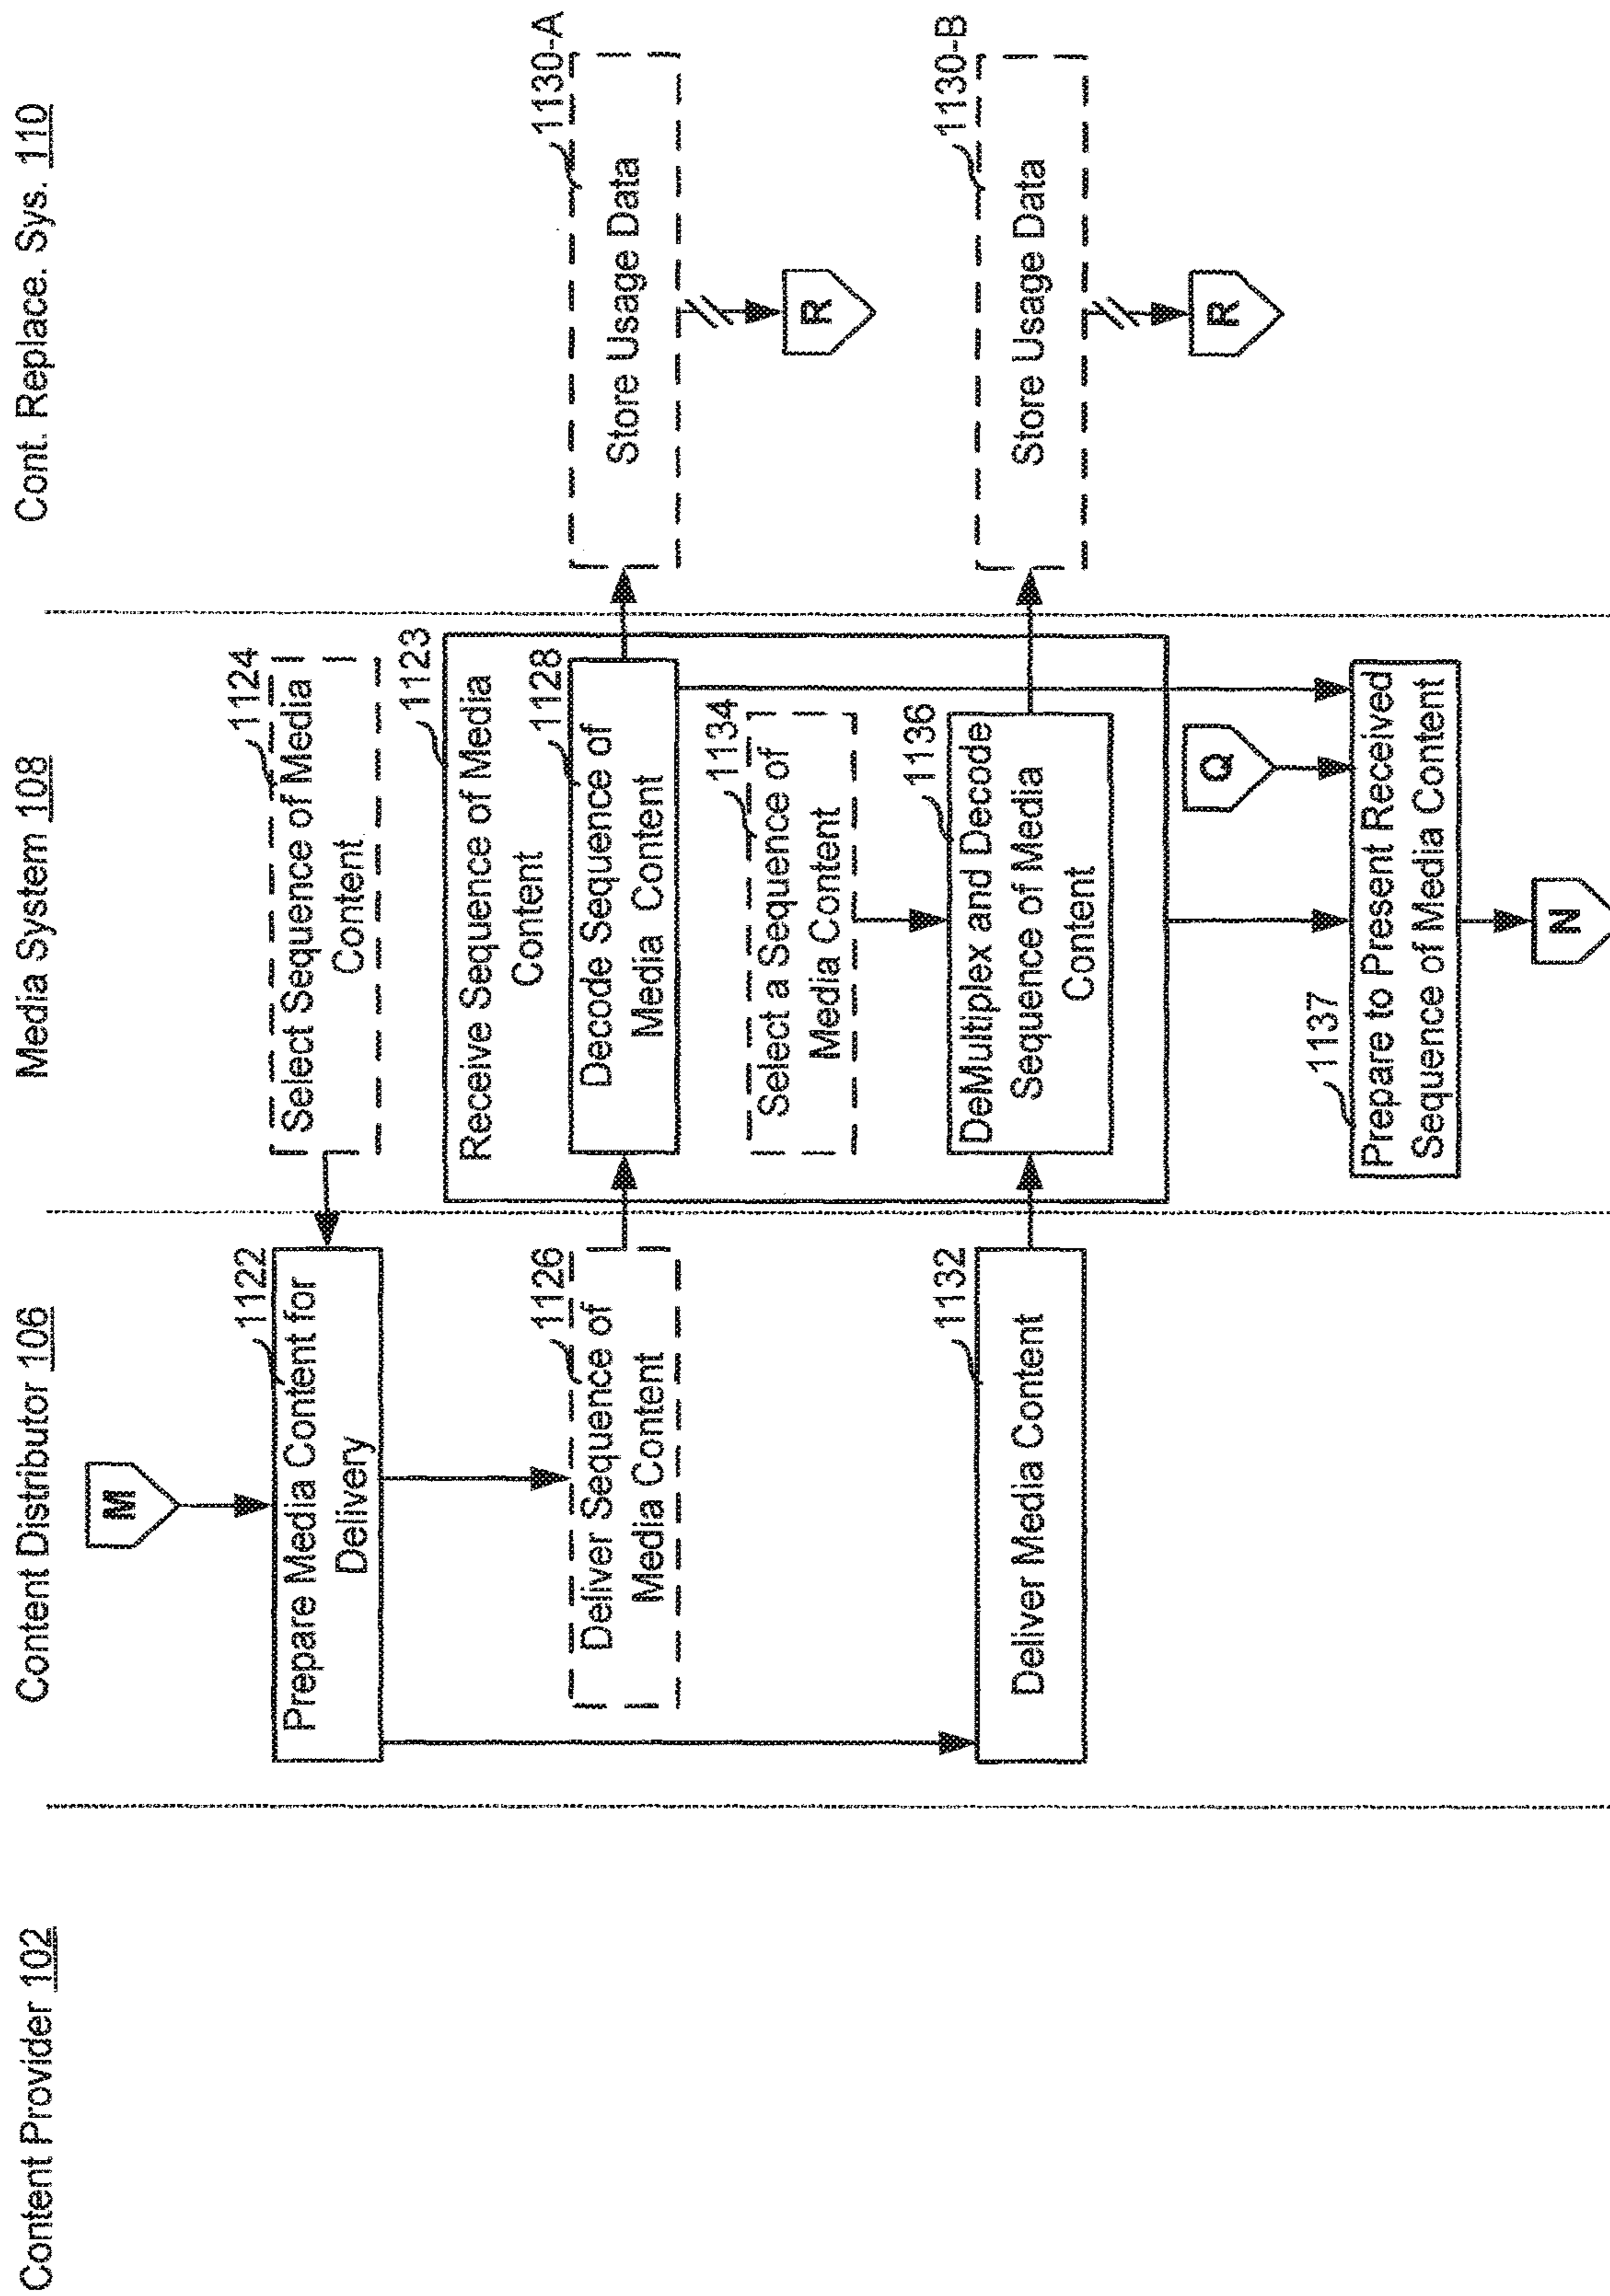 Content Provider 102
Content Distributor 106
Media System 108
Cont. Replace. Sys. 110
M
1122
Prepare Media Content for
Delivery
1124
Select Sequence of Media
Content
1123
Receive Sequence of Media
Content
1126
Deliver Sequence of
Media Content
1128
Decode Sequence of
Media Content
1130-A
Store Usage Data
R
1134
Select a Sequence of
Media Content
1132
Deliver Media Content
1136
DeMultiplex and Decode
Sequence of Media
Content
1130-B
Store Usage Data
R
Q
1137
Prepare to Present Received
Sequence of Media Content
N